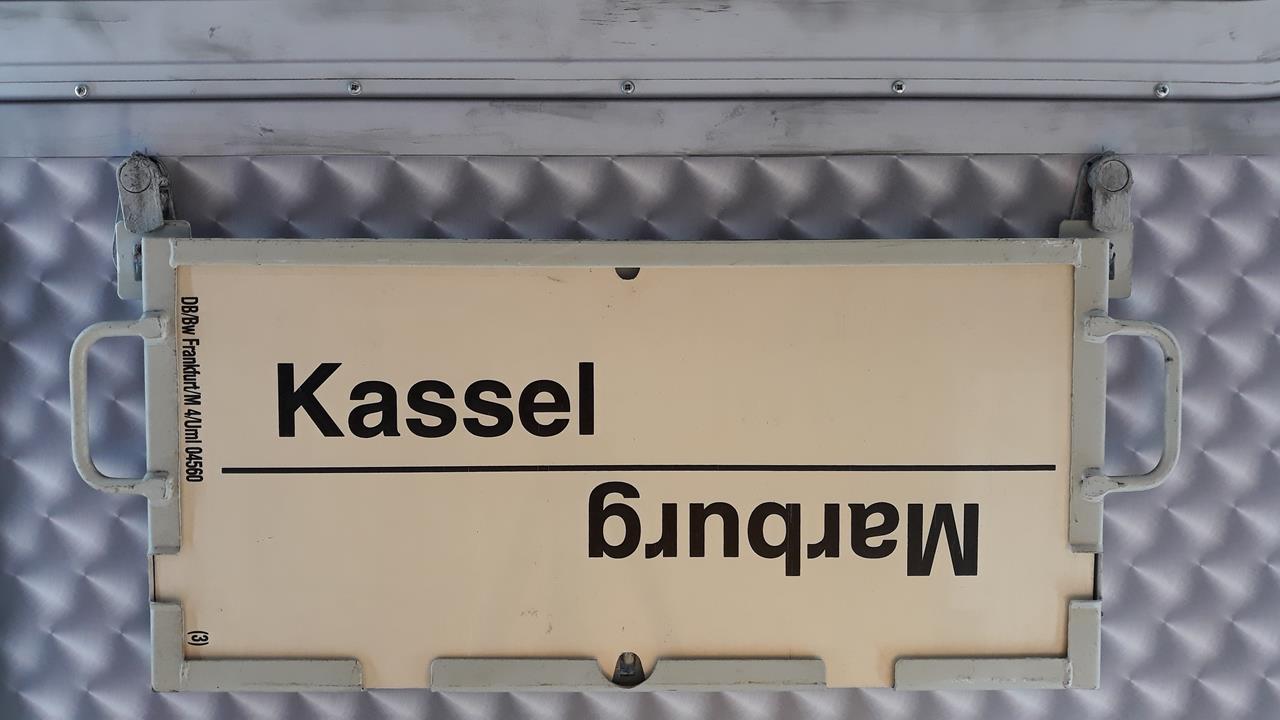 DB/Bw Frankfurt/M 4/Uml 04560
Kassel
Marburg
(3)